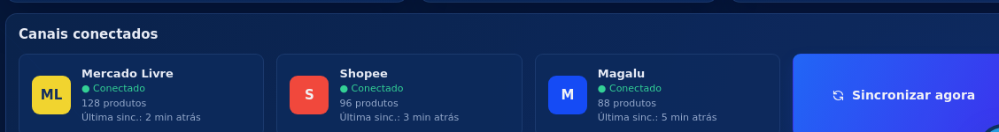 Canais conectados
ML
Mercado Livre
Conectado
128 produtos
Última sinc.: 2 min atrás
S
Shopee
Conectado
96 produtos
Última sinc.: 3 min atrás
M
Magalu
Conectado
88 produtos
Última sinc.: 5 min atrás
Sincronizar agora